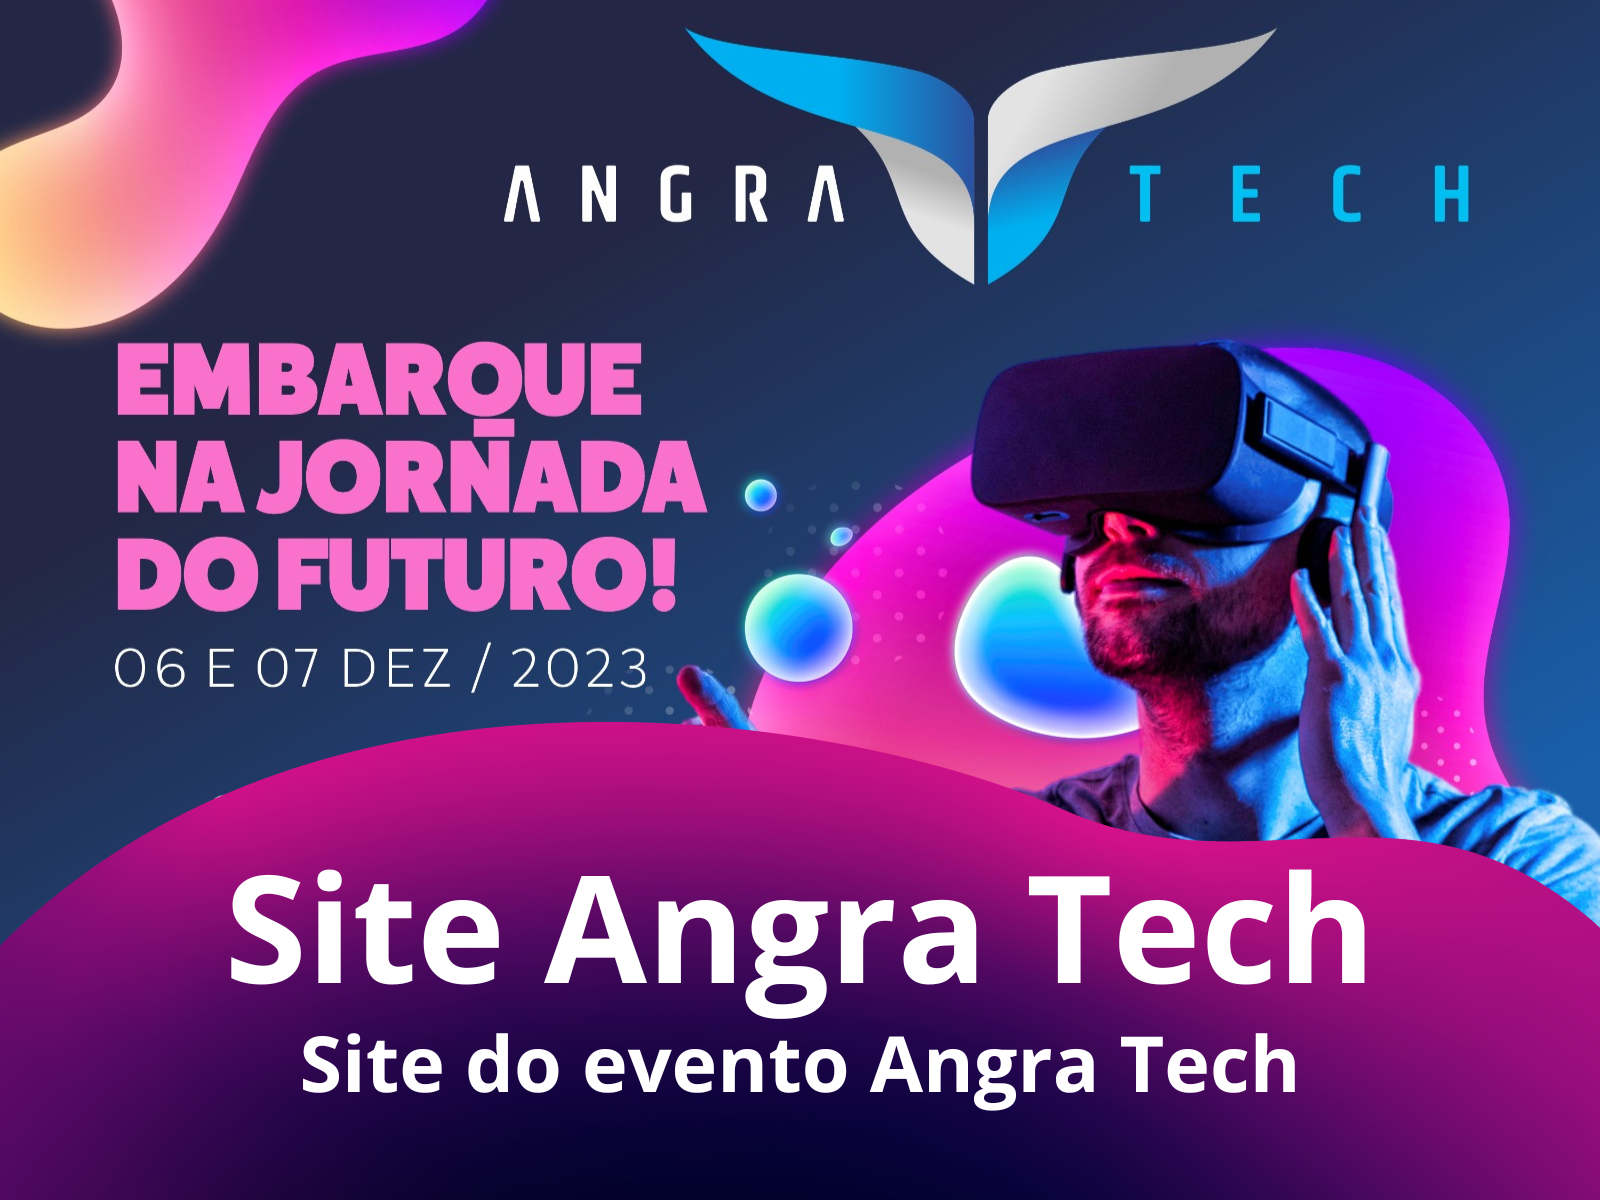 ANGRA TECH
EMBARQUE
NA JORNADA
DO FUTURO!
06 E 07 DEZ / 2023
Site Angra Tech
Site do evento Angra Tech